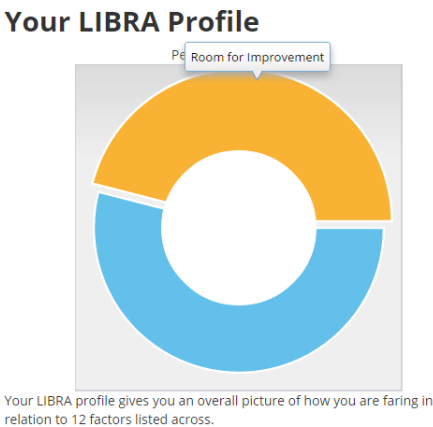 Your LIBRA Profile
Pe
Room for Improvement
Your LIBRA profile gives you an overall picture of how you are faring in
relation to 12 factors listed across.